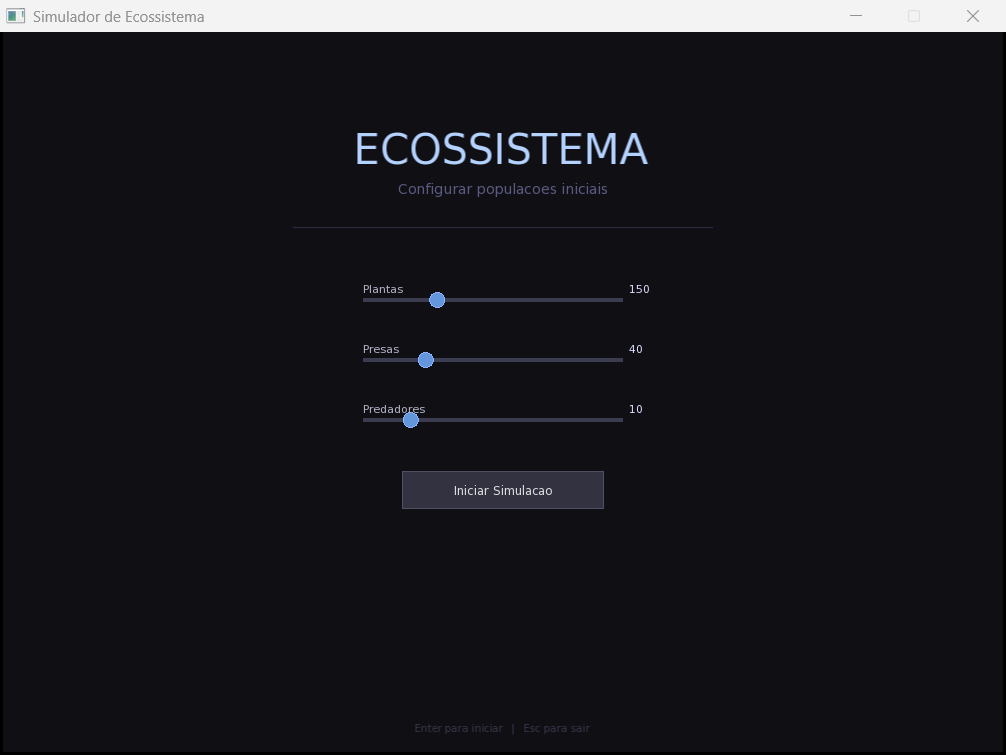 Simulador de Ecossistema
ECOSSISTEMA
Configurar populacoes iniciais
Plantas 150
Presas 40
Predadores 10
Iniciar Simulacao
Enter para iniciar | Esc para sair